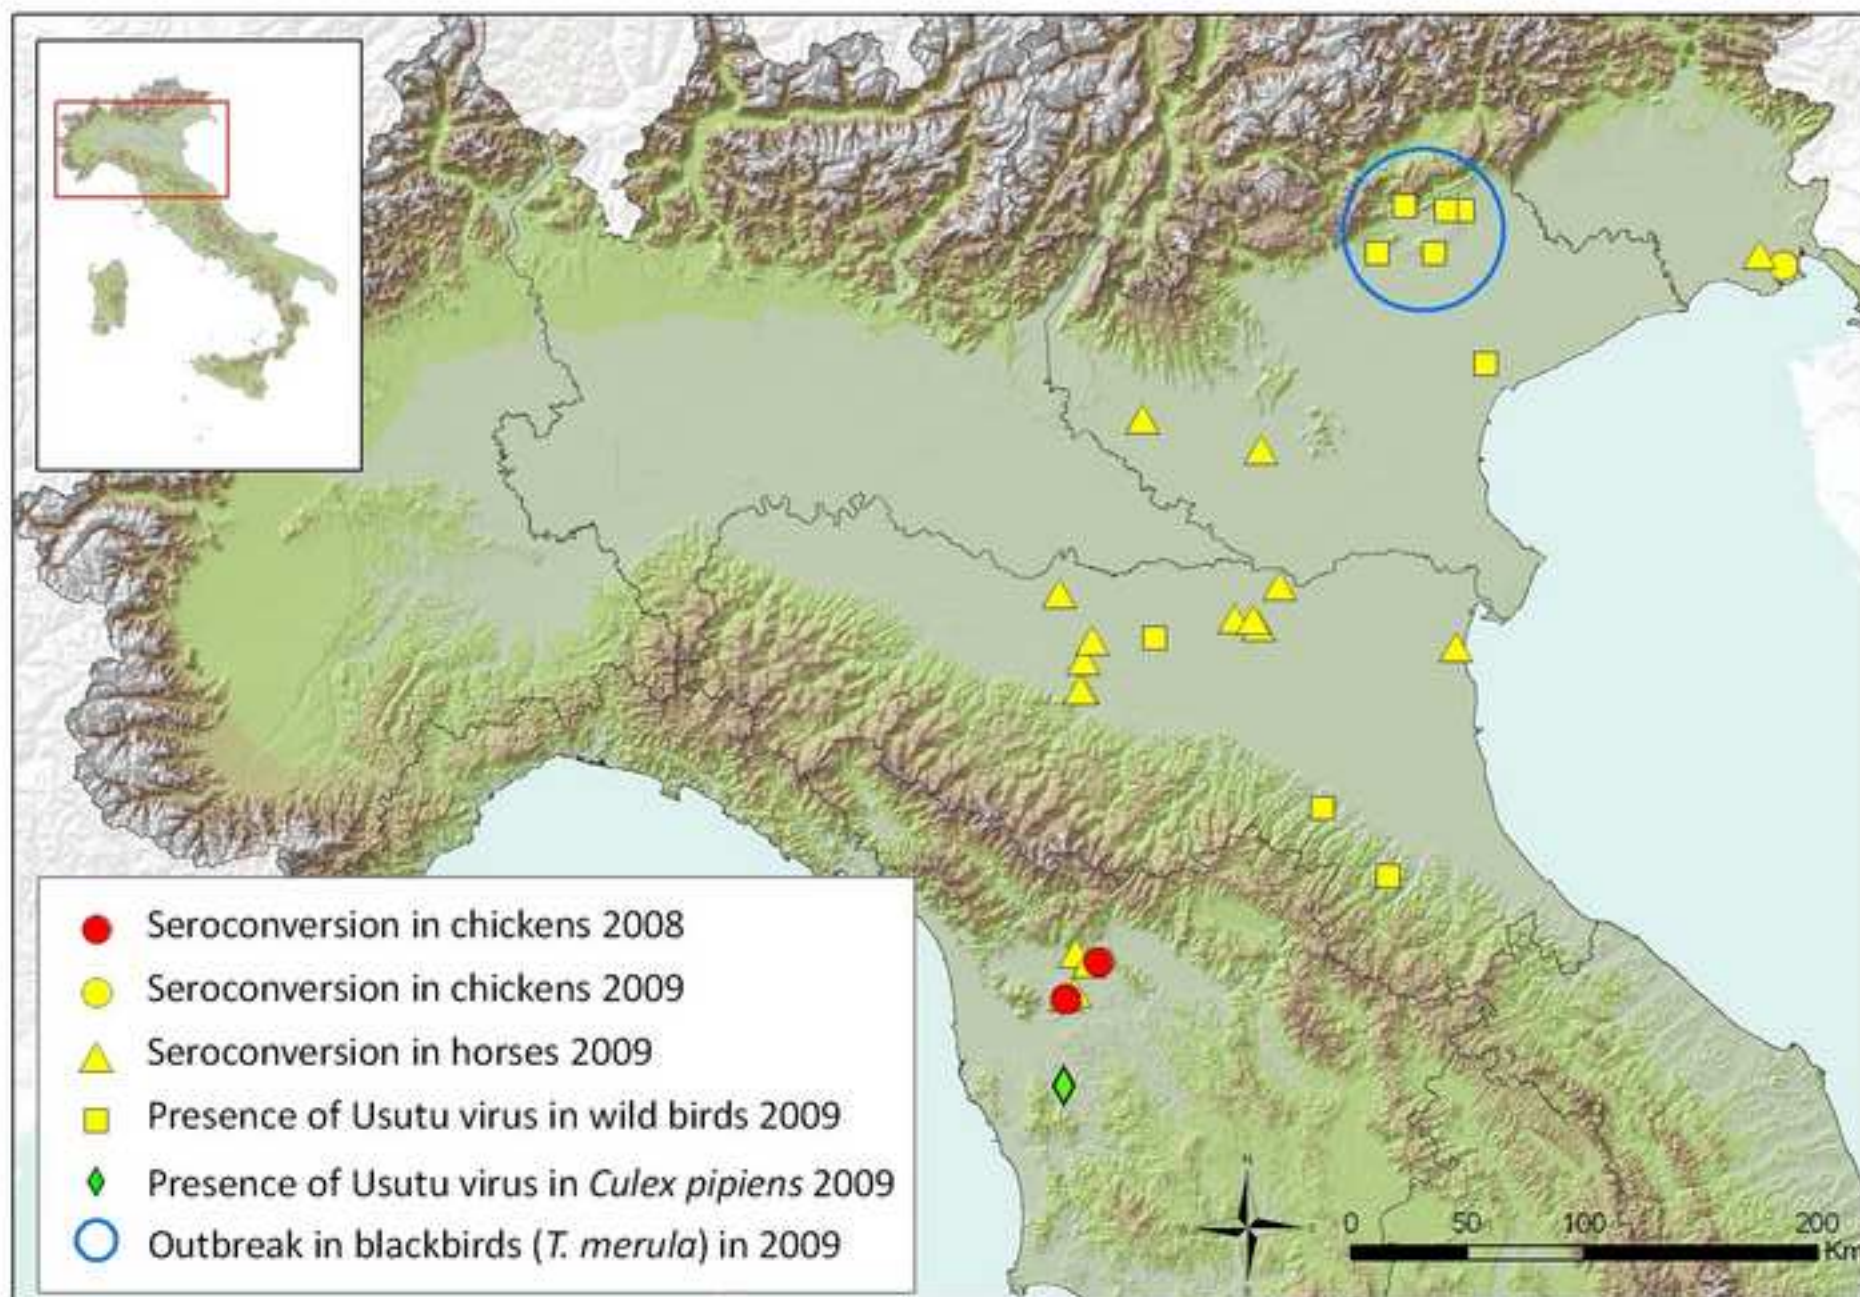 Seroconversion in chickens 2008
Seroconversion in chickens 2009
Seroconversion in horses 2009
Presence of Usutu virus in wild birds 2009
Presence of Usutu virus in Culex pipiens 2009
Outbreak in blackbirds (T. merula) in 2009
N
0 50 100 200
Km